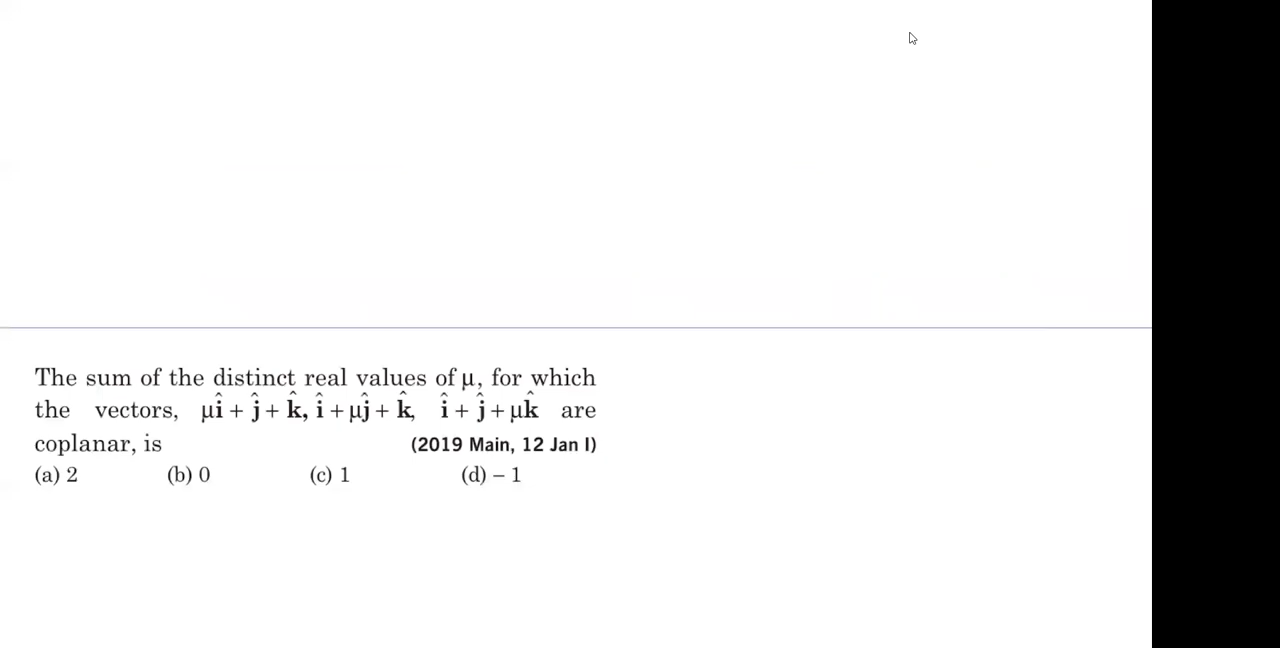 The sum of the distinct real values of μ, for which
the vectors, μî + ĵ + k̂, î + μĵ + k̂, î + ĵ + μk̂ are
coplanar, is (2019 Main, 12 Jan I)
(a) 2 (b) 0 (c) 1 (d) – 1